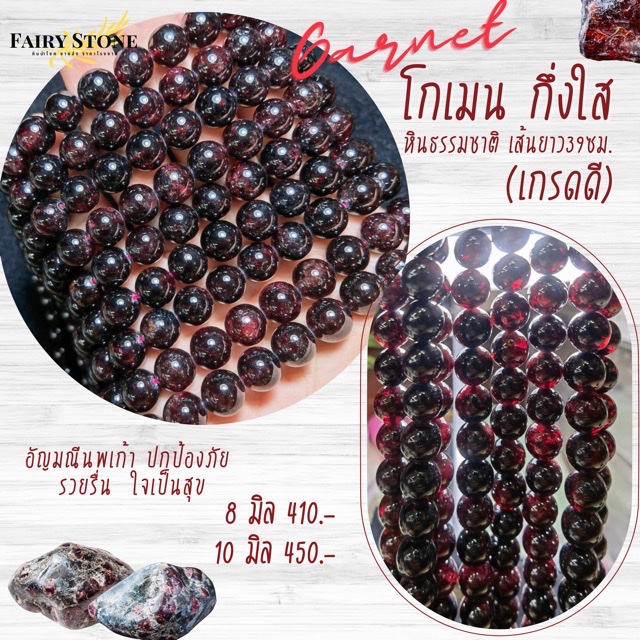 FAIRY STONE
Garnet
โกเมน กึ่งใส
หินธรรมชาติ เส้นยาว39ซม.
(เกรดดี)
อัญมณีนพเก้า ปกป้องภัย
รวยรื่น ใจเป็นสุข
8 มิล 410.-
10 มิล 450.-